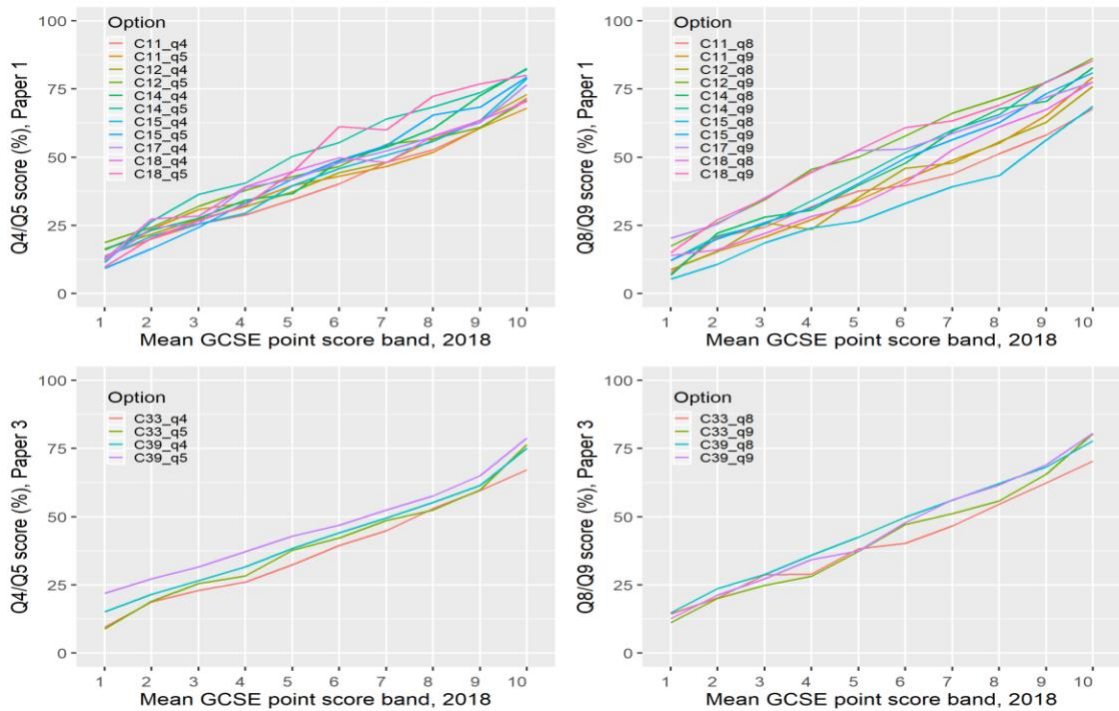 Q4/Q5 score (%), Paper 1
100
75
50
25
0
Option
C11_q4
C11_q5
C12_q4
C12_q5
C14_q4
C14_q5
C15_q4
C15_q5
C17_q4
C18_q4
C18_q5
1 2 3 4 5 6 7 8 9 10
Mean GCSE point score band, 2018
Q8/Q9 score (%), Paper 1
100
75
50
25
0
Option
C11_q8
C11_q9
C12_q8
C12_q9
C14_q8
C14_q9
C15_q8
C15_q9
C17_q9
C18_q8
C18_q9
1 2 3 4 5 6 7 8 9 10
Mean GCSE point score band, 2018
Q4/Q5 score (%), Paper 3
100
75
50
25
0
Option
C33_q4
C33_q5
C39_q4
C39_q5
1 2 3 4 5 6 7 8 9 10
Mean GCSE point score band, 2018
Q8/Q9 score (%), Paper 3
100
75
50
25
0
Option
C33_q8
C33_q9
C39_q8
C39_q9
1 2 3 4 5 6 7 8 9 10
Mean GCSE point score band, 2018